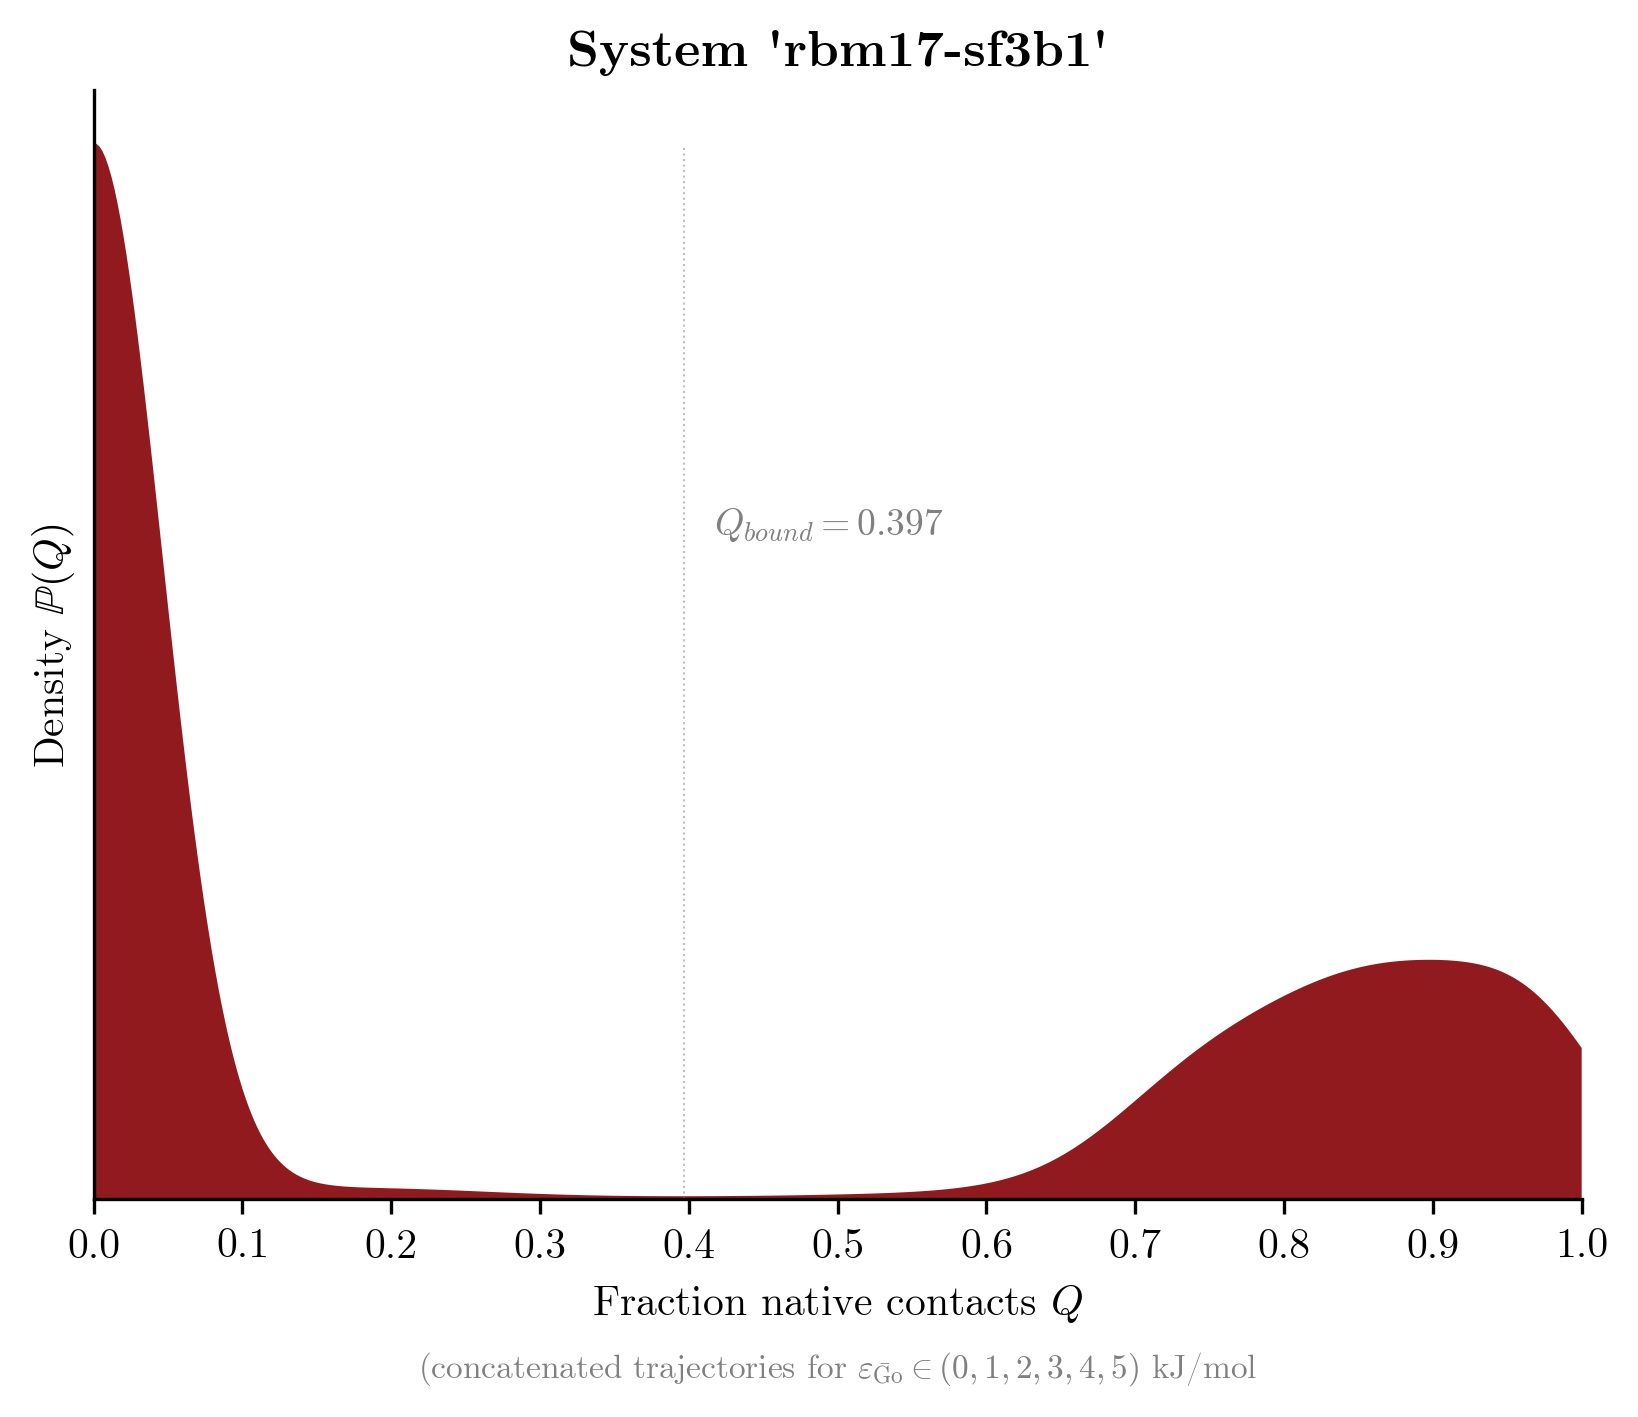 System 'rbm17-sf3b1'
Density ℙ(Q)
Q_bound = 0.397
0.0 0.1 0.2 0.3 0.4 0.5 0.6 0.7 0.8 0.9 1.0
Fraction native contacts Q
(concatenated trajectories for ε_Ḡo ∈ (0, 1, 2, 3, 4, 5) kJ/mol